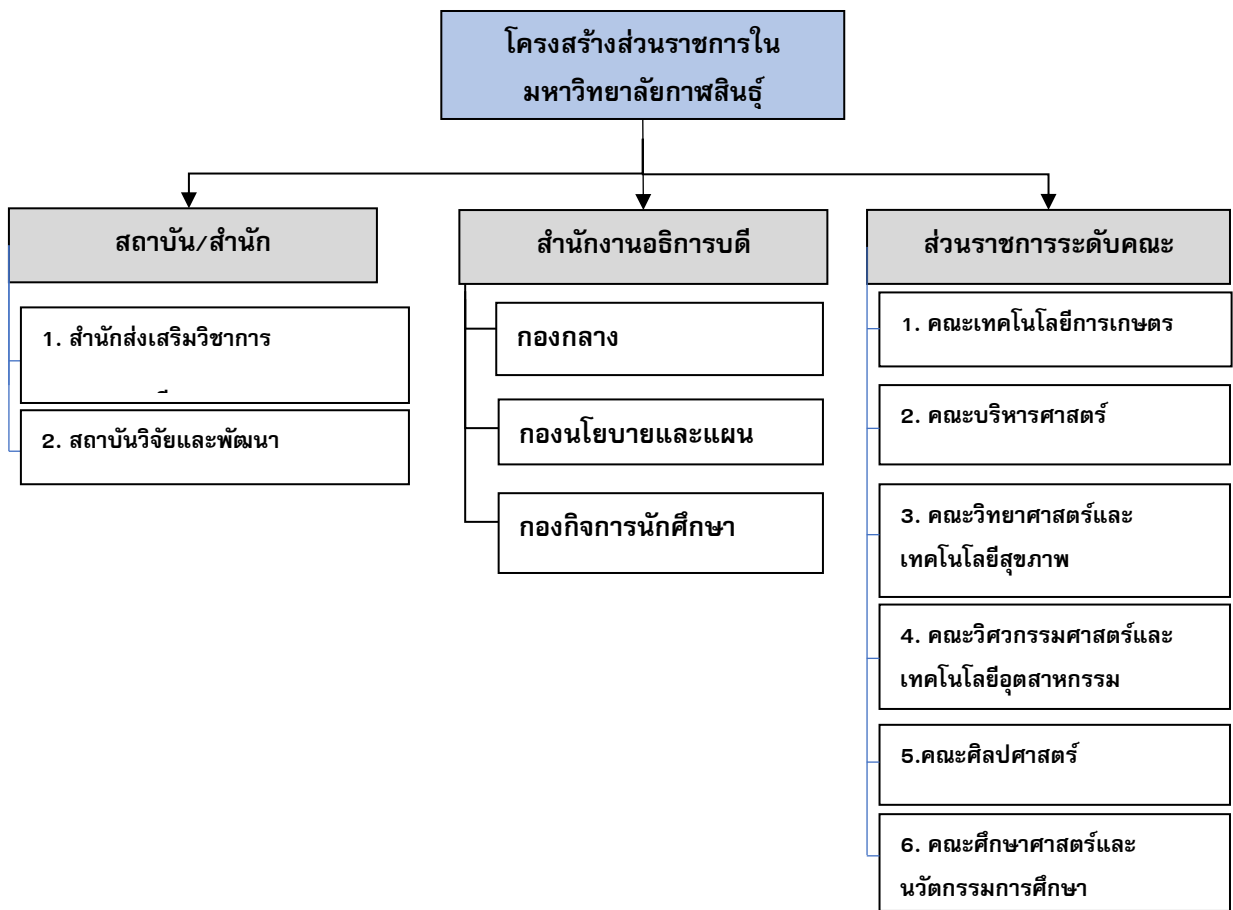 โครงสร้างส่วนราชการใน
มหาวิทยาลัยกาฬสินธุ์
สถาบัน/สำนัก
1. สำนักส่งเสริมวิชาการ
2. สถาบันวิจัยและพัฒนา
สำนักงานอธิการบดี
กองกลาง
กองนโยบายและแผน
กองกิจการนักศึกษา
ส่วนราชการระดับคณะ
1. คณะเทคโนโลยีการเกษตร
2. คณะบริหารศาสตร์
3. คณะวิทยาศาสตร์และ
เทคโนโลยีสุขภาพ
4. คณะวิศวกรรมศาสตร์และ
เทคโนโลยีอุตสาหกรรม
5.คณะศิลปศาสตร์
6. คณะศึกษาศาสตร์และ
นวัตกรรมการศึกษา